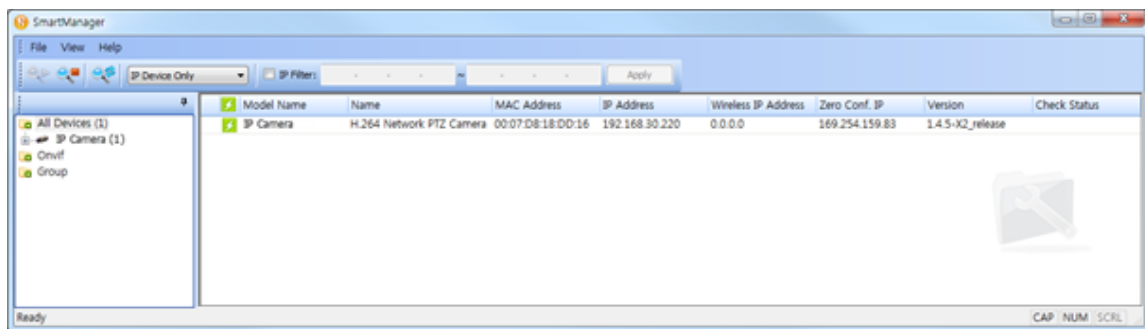 SmartManager
File View Help
IP Device Only IP Filter: . . . ~ . . . Apply
Model Name Name MAC Address IP Address Wireless IP Address Zero Conf. IP Version Check Status
IP Camera H.264 Network PTZ Camera 00:07:D8:18:DD:16 192.168.30.220 0.0.0.0 169.254.159.83 1.4.5-X2_release
All Devices (1)
IP Camera (1)
Onvif
Group
Ready CAP NUM SCRL